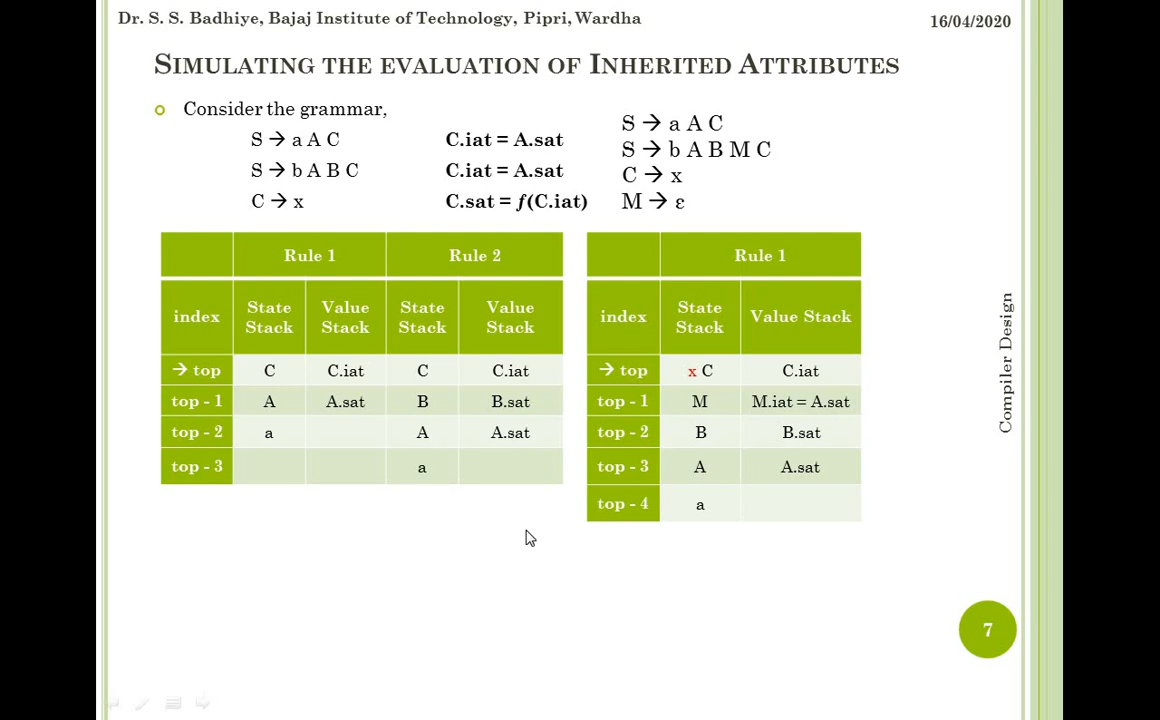 Dr. S. S. Badhiye, Bajaj Institute of Technology, Pipri, Wardha
16/04/2020
SIMULATING THE EVALUATION OF INHERITED ATTRIBUTES
Consider the grammar,
S → a A C C.iat = A.sat
S → b A B C C.iat = A.sat
C → x C.sat = f(C.iat)
S → a A C
S → b A B M C
C → x
M → ε
Rule 1 Rule 2
index State Stack Value Stack State Stack Value Stack
→ top C C.iat C C.iat
top - 1 A A.sat B B.sat
top - 2 a A A.sat
top - 3 a
Rule 1
index State Stack Value Stack
→ top x C C.iat
top - 1 M M.iat = A.sat
top - 2 B B.sat
top - 3 A A.sat
top - 4 a
Compiler Design
7